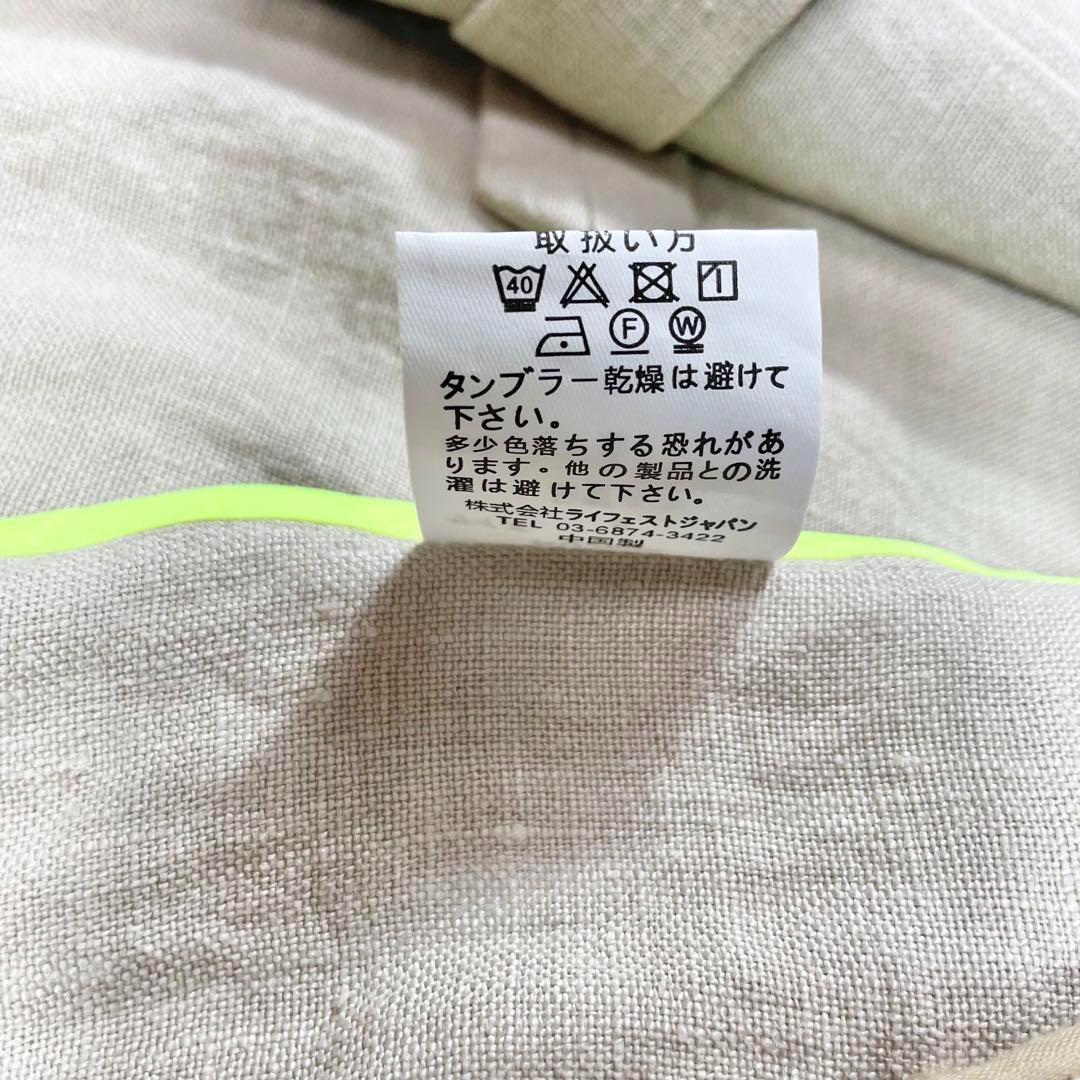 取扱い方
40
F W
タンブラー乾燥は避けて
下さい。
多少色落ちする恐れがあ
ります。他の製品との洗
濯は避けて下さい。
株式会社ライフェストジャパン
TEL 03-6874-3422
中国製